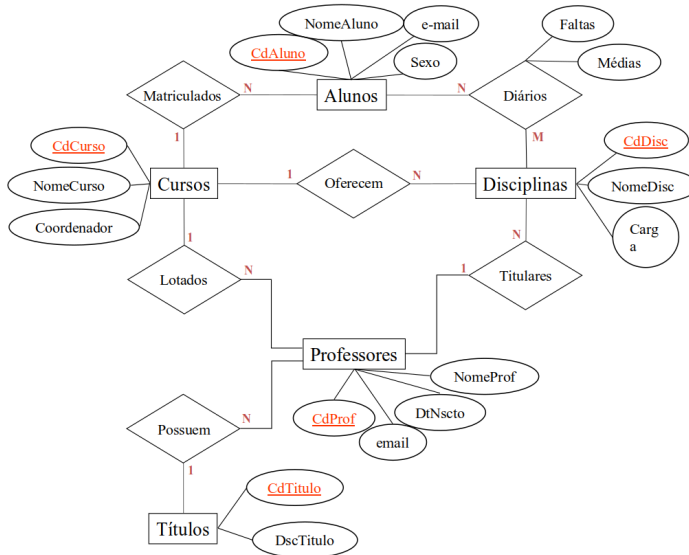 NomeAluno
e-mail
Faltas
CdAluno
Sexo
Médias
Matriculados
N
Alunos
N
Diários
1
M
CdCurso
CdDisc
NomeCurso
Cursos
1
Oferecem
N
Disciplinas
NomeDisc
Coordenador
Carg
a
1
N
Lotados
N
1
Titulares
Professores
NomeProf
CdProf
DtNscto
email
N
Possuem
1
CdTitulo
Títulos
DscTitulo